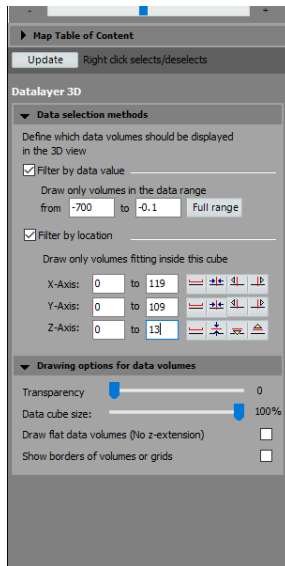 - +
Map Table of Content
Update Right click selects/deselects
Datalayer 3D
Data selection methods
Define which data volumes should be displayed
in the 3D view
Filter by data value
Draw only volumes in the data range
from -700 to -0.1 Full range
Filter by location
Draw only volumes fitting inside this cube
X-Axis: 0 to 119
Y-Axis: 0 to 109
Z-Axis: 0 to 13
Drawing options for data volumes
Transparency 0
Data cube size: 100%
Draw flat data volumes (No z-extension)
Show borders of volumes or grids